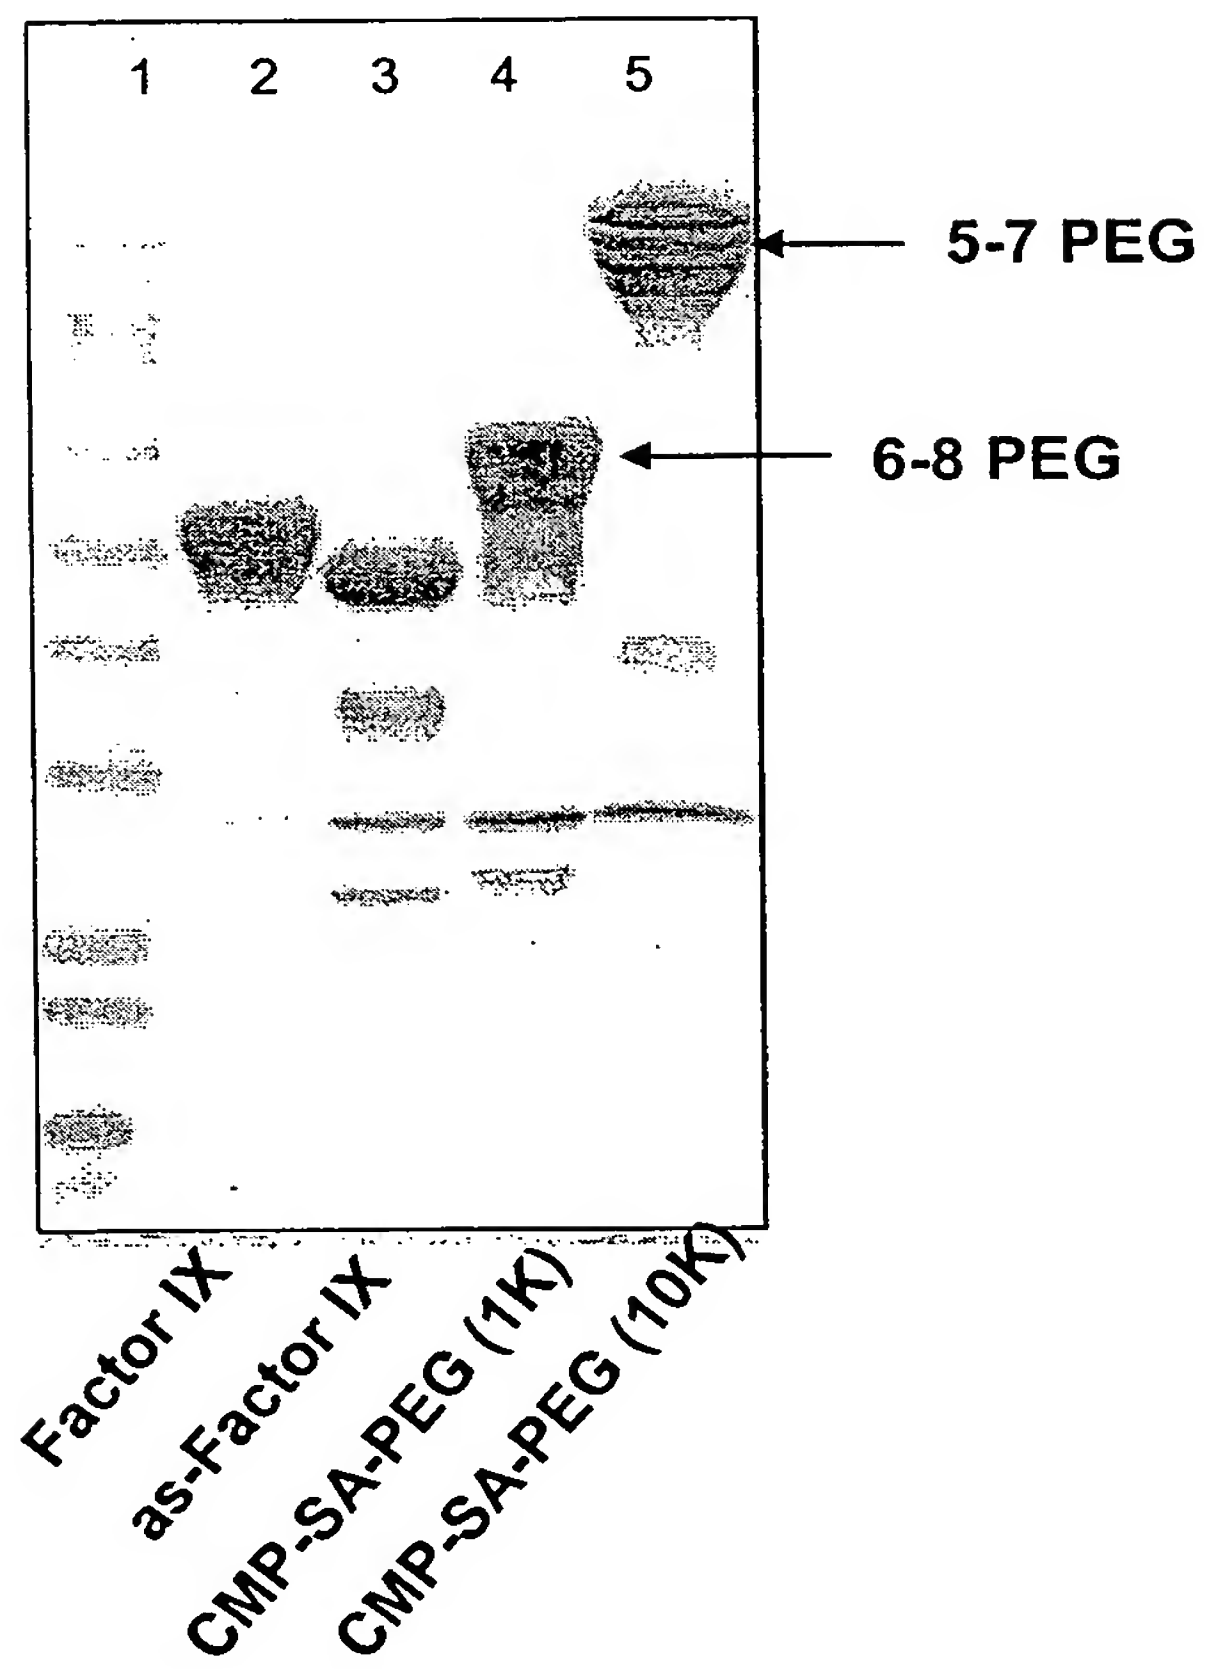 1 2 3 4 5
5-7 PEG
6-8 PEG
Factor IX
as-Factor IX
CMP-SA-PEG (1K)
CMP-SA-PEG (10K)